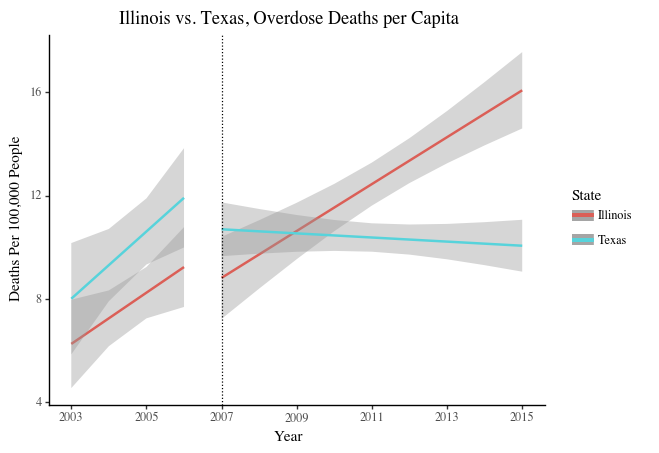 Illinois vs. Texas, Overdose Deaths per Capita
Deaths Per 100,000 People
16
12
8
4
2003 2005 2007 2009 2011 2013 2015
Year
State
Illinois
Texas